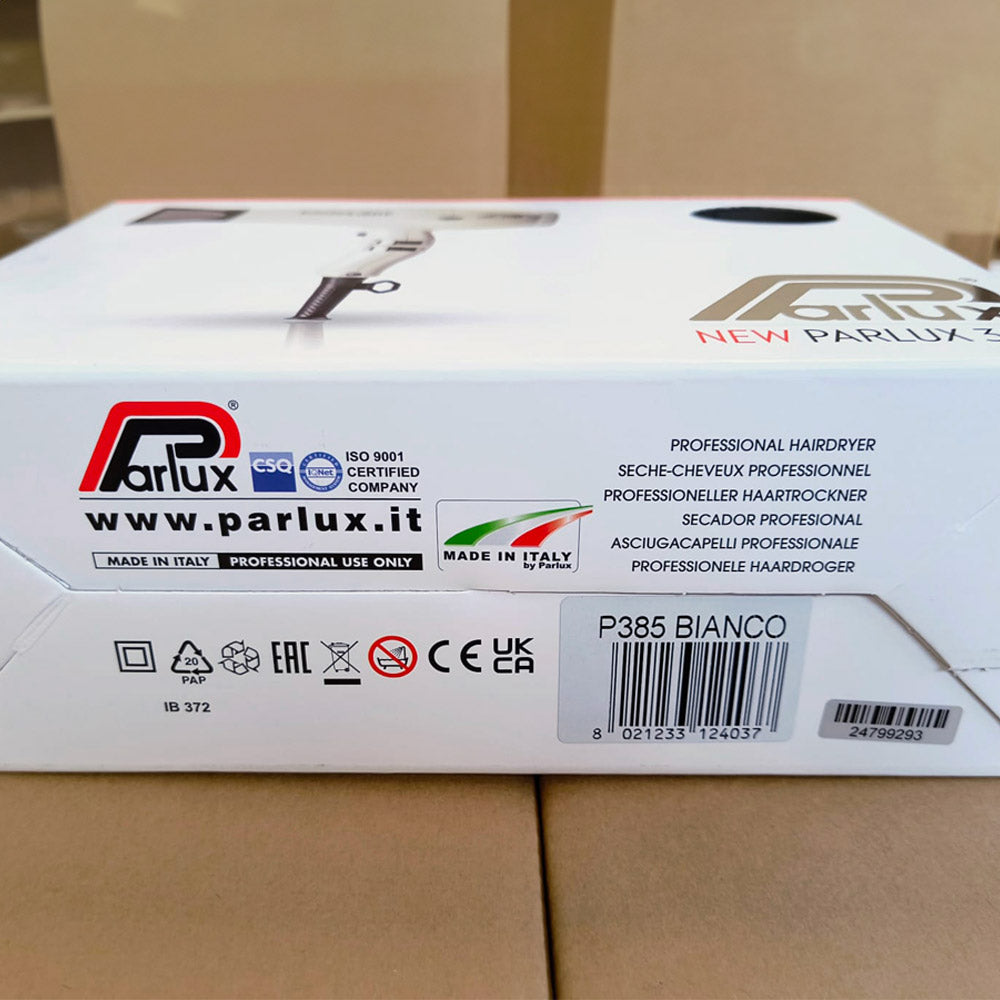 Parlux
NEW PARLUX 3
Parlux®
CSQ
IQNet
ISO 9001
CERTIFIED
COMPANY
www.parlux.it
MADE IN ITALY PROFESSIONAL USE ONLY
MADE IN ITALY
by Parlux
PROFESSIONAL HAIRDRYER
SECHE-CHEVEUX PROFESSIONNEL
PROFESSIONELLER HAARTROCKNER
SECADOR PROFESIONAL
ASCIUGACAPELLI PROFESSIONALE
PROFESSIONELE HAARDROGER
20
PAP
EAC
CE
UK
CA
IB 372
P385 BIANCO
8 021233 124037
24799293